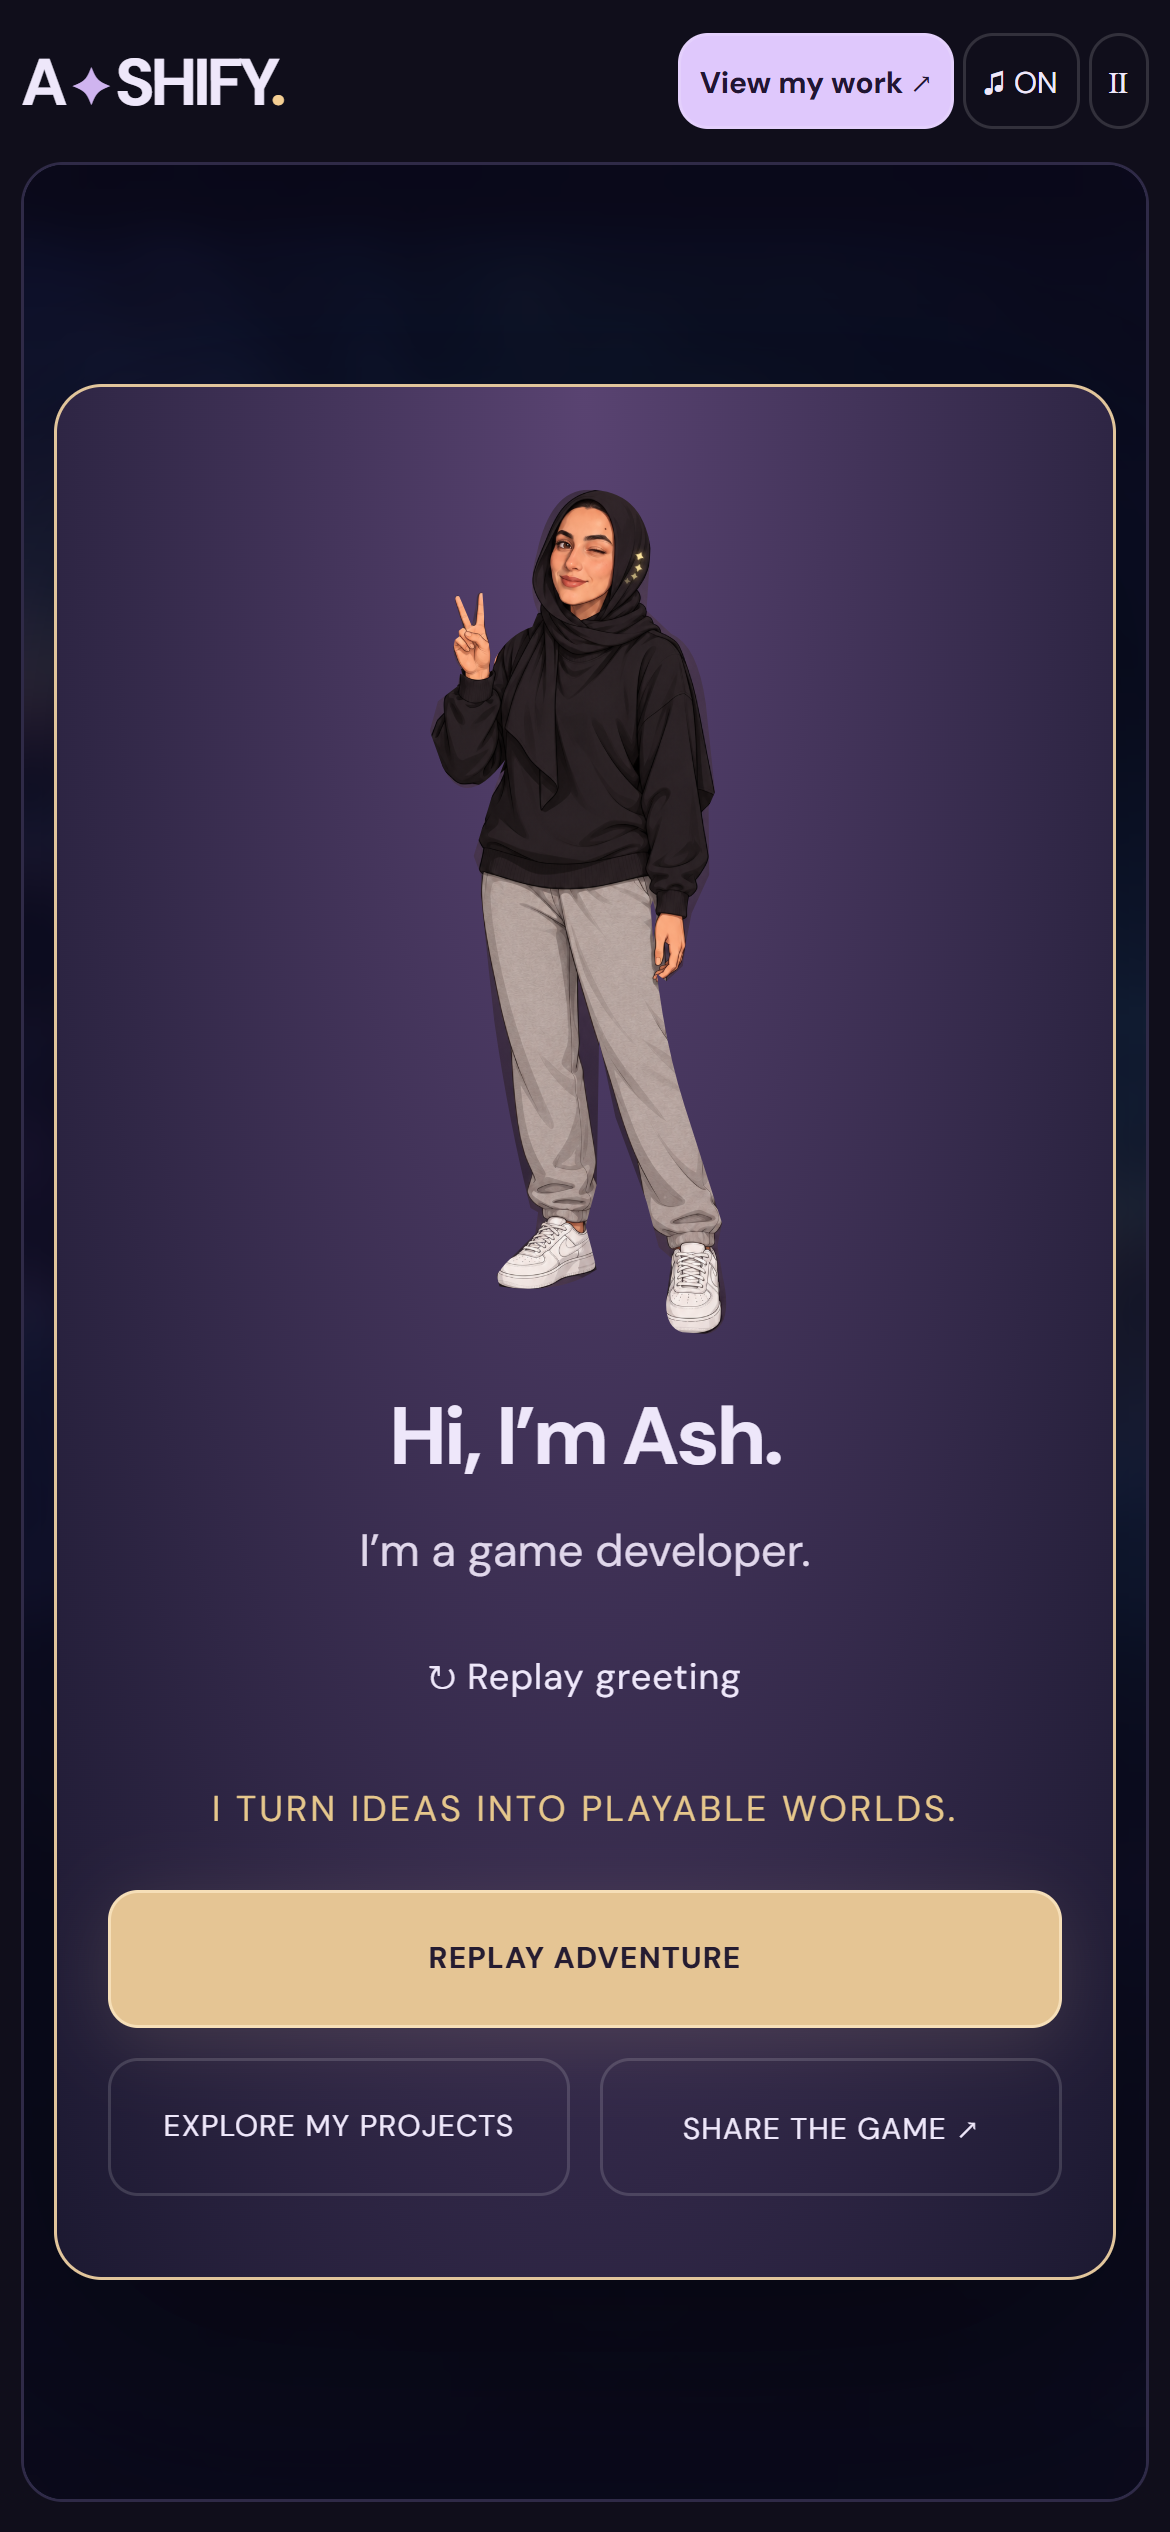 A✦SHIFY.
View my work ↗
♫ ON
II
Hi, I’m Ash.
I’m a game developer.
↻ Replay greeting
I TURN IDEAS INTO PLAYABLE WORLDS.
REPLAY ADVENTURE
EXPLORE MY PROJECTS
SHARE THE GAME ↗